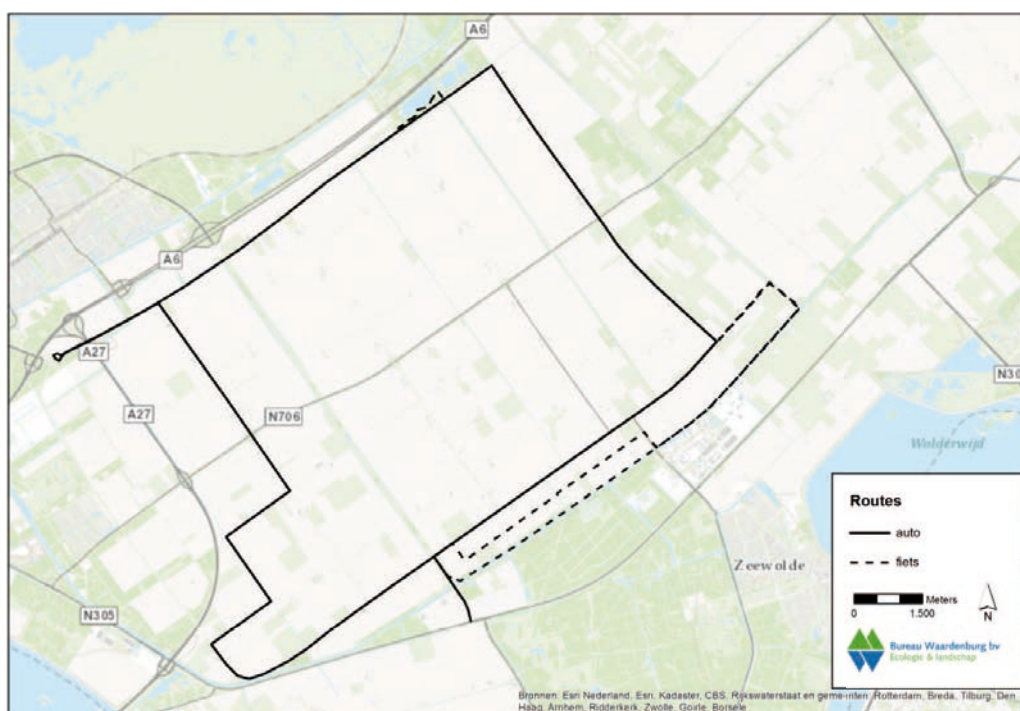 A6
A6
A27
A27
N706
N30
Wolderwijd
Zeewolde
N305
Routes
auto
fiets
Meters
0 1.500
N
Bureau Waardenburg bv
Ecologie & landschap
Bronnen: Esri Nederland, Esri, Kadaster, CBS, Rijkswaterstaat en gemeenten: Rotterdam, Breda, Tilburg, Den
Haag, Arnhem, Ridderkerk, Zwolle, Goirle, Borsele